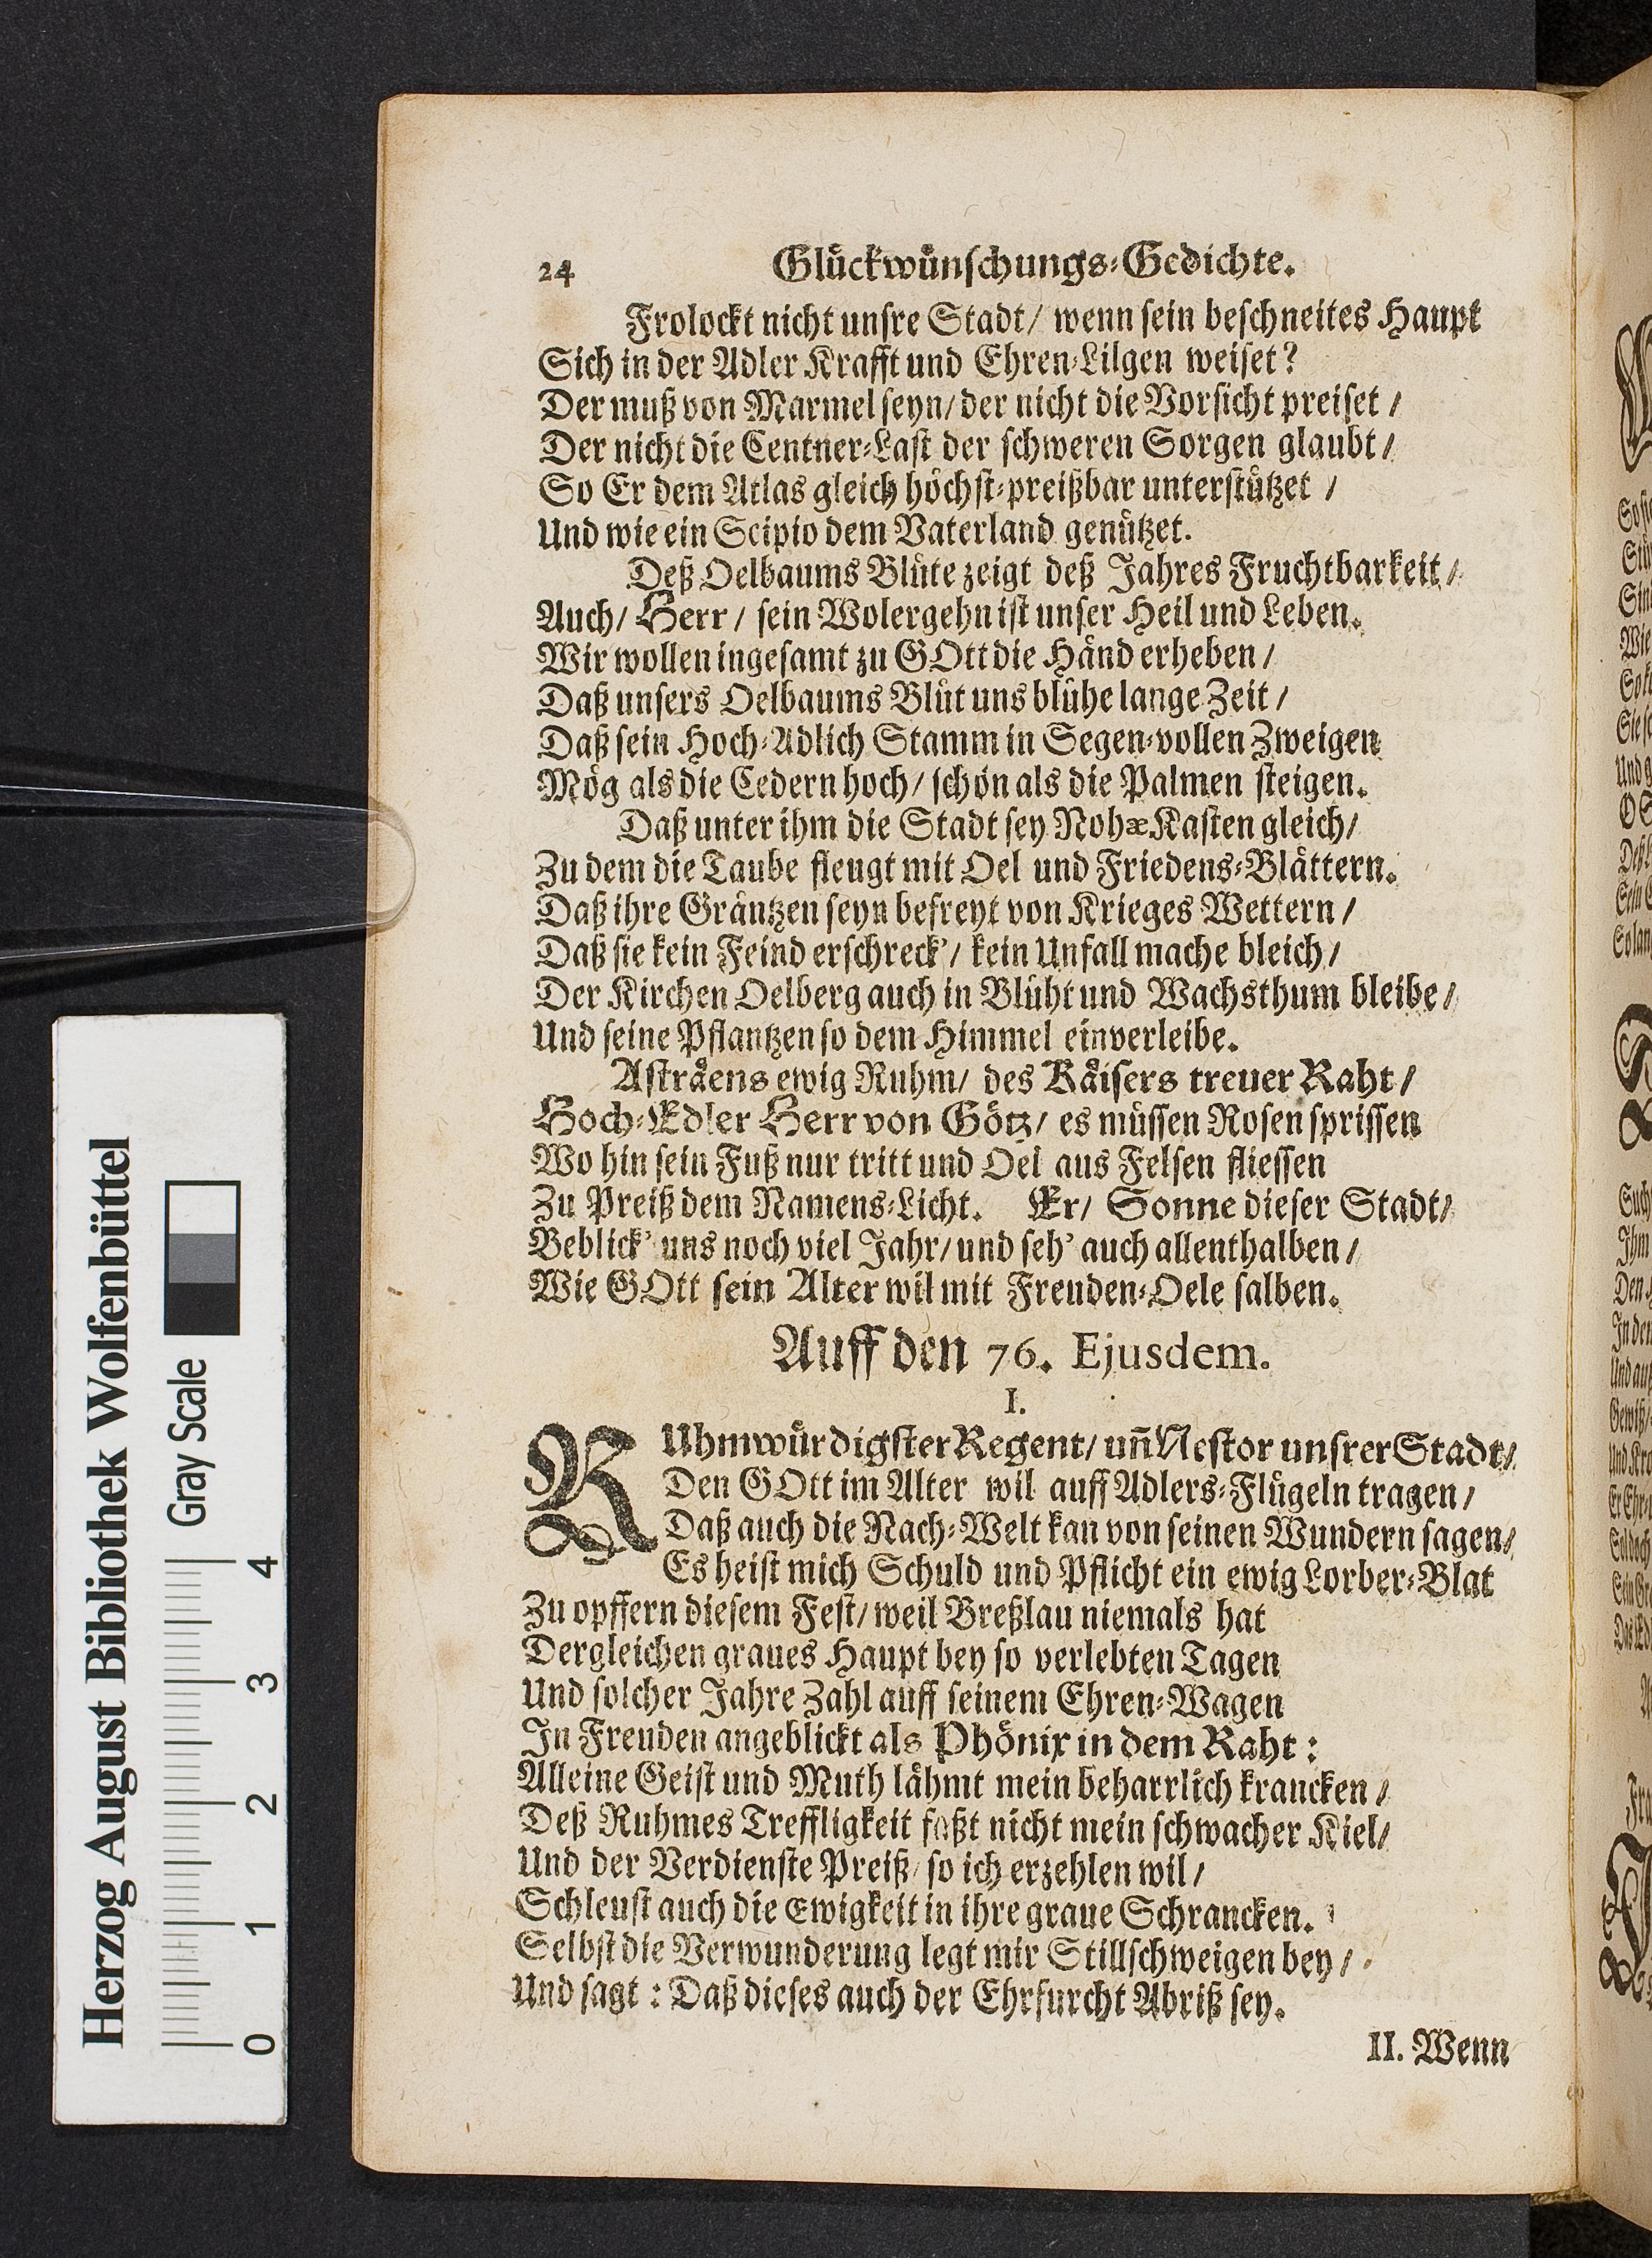 24 Glückwünschungs-Gedichte.
Frolockt nicht unsre Stadt/ wenn sein beschneites Haupt
Sich in der Adler Krafft und Ehren-Lilgen weiset?
Der muß von Marmel seyn/ der nicht die Vorsicht preiset/
Der nicht die Centner-Last der schweren Sorgen glaubt/
So Er dem Atlas gleich höchst-preißbar unterstützet /
Und wie ein Scipio dem Vaterland genützet.
Deß Oelbaums Blüte zeigt deß Jahres Fruchtbarkeit/
Auch/ Herr/ sein Wolergehn ist unser Heil und Leben.
Wir wollen ingesamt zu GOtt die Händ erheben/
Daß unsers Oelbaums Blüt uns blühe lange Zeit/
Daß sein Hoch-Adlich Stamm in Segen-vollen Zweigen
Mög als die Cedern hoch/ schön als die Palmen steigen.
Daß unter ihm die Stadt sey Nohæ Kasten gleich/
Zu dem die Taube fleugt mit Oel und Friedens-Blättern.
Daß ihre Gräntzen seyn befreyt von Krieges Wettern/
Daß sie kein Feind erschreck'/ kein Unfall mache bleich/
Der Kirchen Oelberg auch in Blüht und Wachsthum bleibe/
Und seine Pflantzen so dem Himmel einverleibe.
Asträens ewig Ruhm/ des Käisers treuer Raht/
Hoch-Edler Herr von Götz/ es müssen Rosen sprissen
Wo hin sein Fuß nur tritt und Oel aus Felsen fliessen
Zu Preiß dem Namens-Licht. Er/ Sonne dieser Stadt/
Beblick' uns noch viel Jahr/ und seh' auch allenthalben/
Wie GOtt sein Alter wil mit Freuden-Oele salben.
Auff den 76. Ejusdem.
I.
RUhmwürdigster Regent/ uñ Nestor unsrer Stadt/
Den GOtt im Alter wil auff Adlers-Flügeln tragen/
Daß auch die Nach-Welt kan von seinen Wundern sagen/
Es heist mich Schuld und Pflicht ein ewig Lorber-Blat
Zu opffern diesem Fest/ weil Breßlau niemals hat
Dergleichen graues Haupt bey so verlebten Tagen
Und solcher Jahre Zahl auff seinem Ehren-Wagen
In Freuden angeblickt als Phönix in dem Raht:
Alleine Geist und Muth lähmt mein beharrlich krancken/
Deß Ruhmes Treffligkeit faßt nicht mein schwacher Kiel/
Und der Verdienste Preiß/ so ich erzehlen wil/
Schleust auch die Ewigkeit in ihre graue Schrancken.
Selbst die Verwunderung legt mir Stillschweigen bey/
Und sagt: Daß dieses auch der Ehrfurcht Abriß sey.
II. Wenn
Herzog August Bibliothek Wolfenbüttel
Gray Scale
0 1 2 3 4